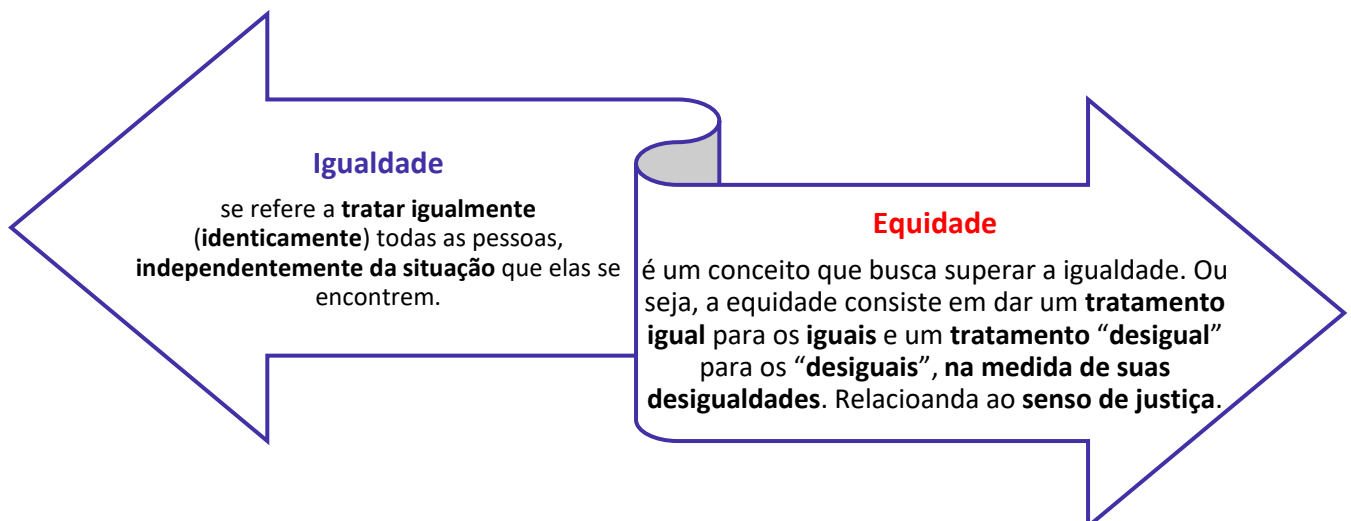 Igualdade
se refere a tratar igualmente
(identicamente) todas as pessoas,
independentemente da situação que elas se
encontrem.
Equidade
é um conceito que busca superar a igualdade. Ou
seja, a equidade consiste em dar um tratamento
igual para os iguais e um tratamento “desigual”
para os “desiguais”, na medida de suas
desigualdades. Relacioanda ao senso de justiça.